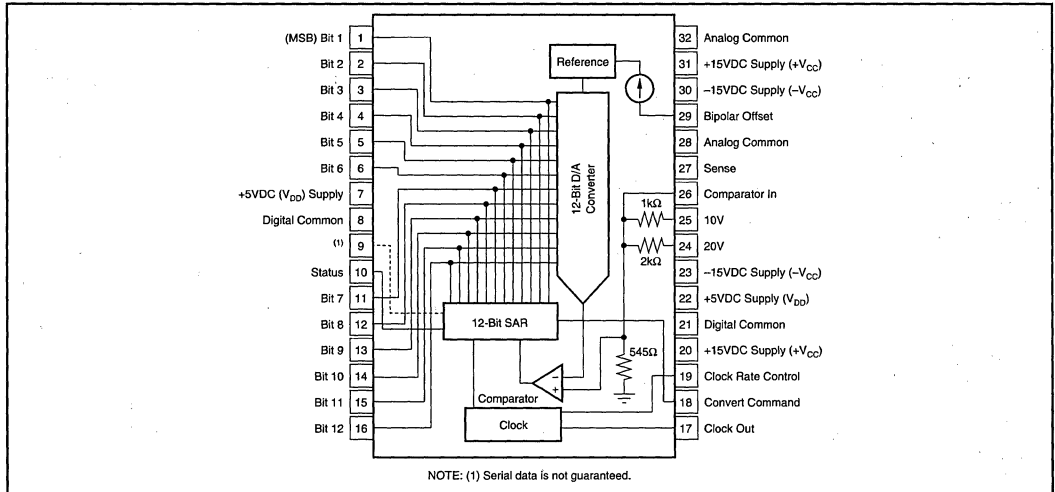 (MSB) Bit 1 1
Bit 2 2
Bit 3 3
Bit 4 4
Bit 5 5
Bit 6 6
+5VDC (VDD) Supply 7
Digital Common 8
(1) 9
Status 10
Bit 7 11
Bit 8 12
Bit 9 13
Bit 10 14
Bit 11 15
Bit 12 16
Reference
12-Bit D/A
Converter
12-Bit SAR
Comparator
–
+
Clock
1kΩ
2kΩ
545Ω
32 Analog Common
31 +15VDC Supply (+VCC)
30 –15VDC Supply (–VCC)
29 Bipolar Offset
28 Analog Common
27 Sense
26 Comparator In
25 10V
24 20V
23 –15VDC Supply (–VCC)
22 +5VDC Supply (VDD)
21 Digital Common
20 +15VDC Supply (+VCC)
19 Clock Rate Control
18 Convert Command
17 Clock Out
NOTE: (1) Serial data is not guaranteed.